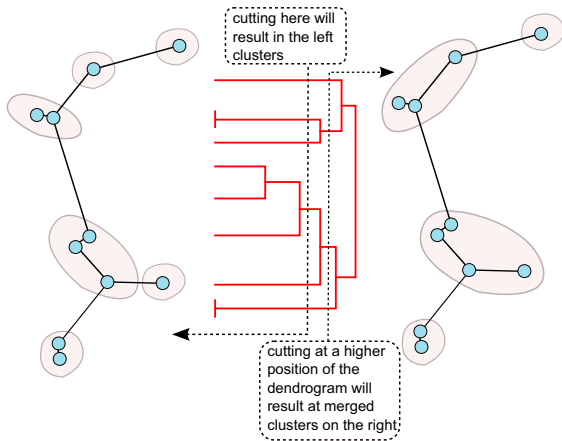 cutting here will
result in the left
clusters
cutting at a higher
position of the
dendrogram will
result at merged
clusters on the right